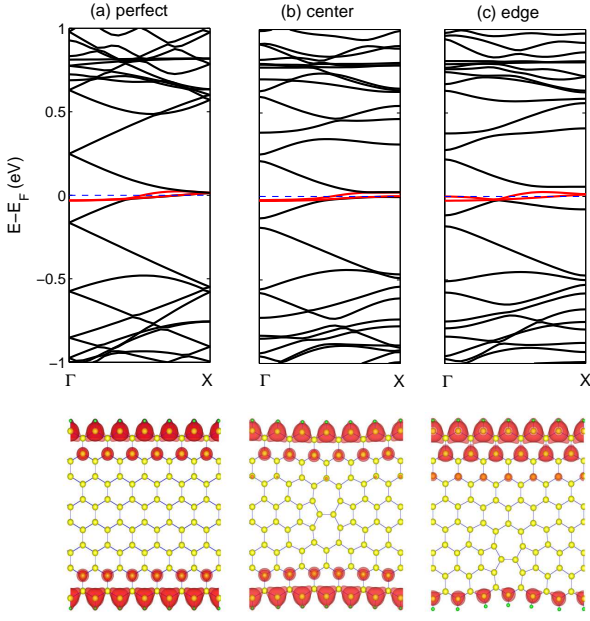 (a) perfect (b) center (c) edge
1
0.5
0
−0.5
−1
E−E_F (eV)
Γ X Γ X Γ X